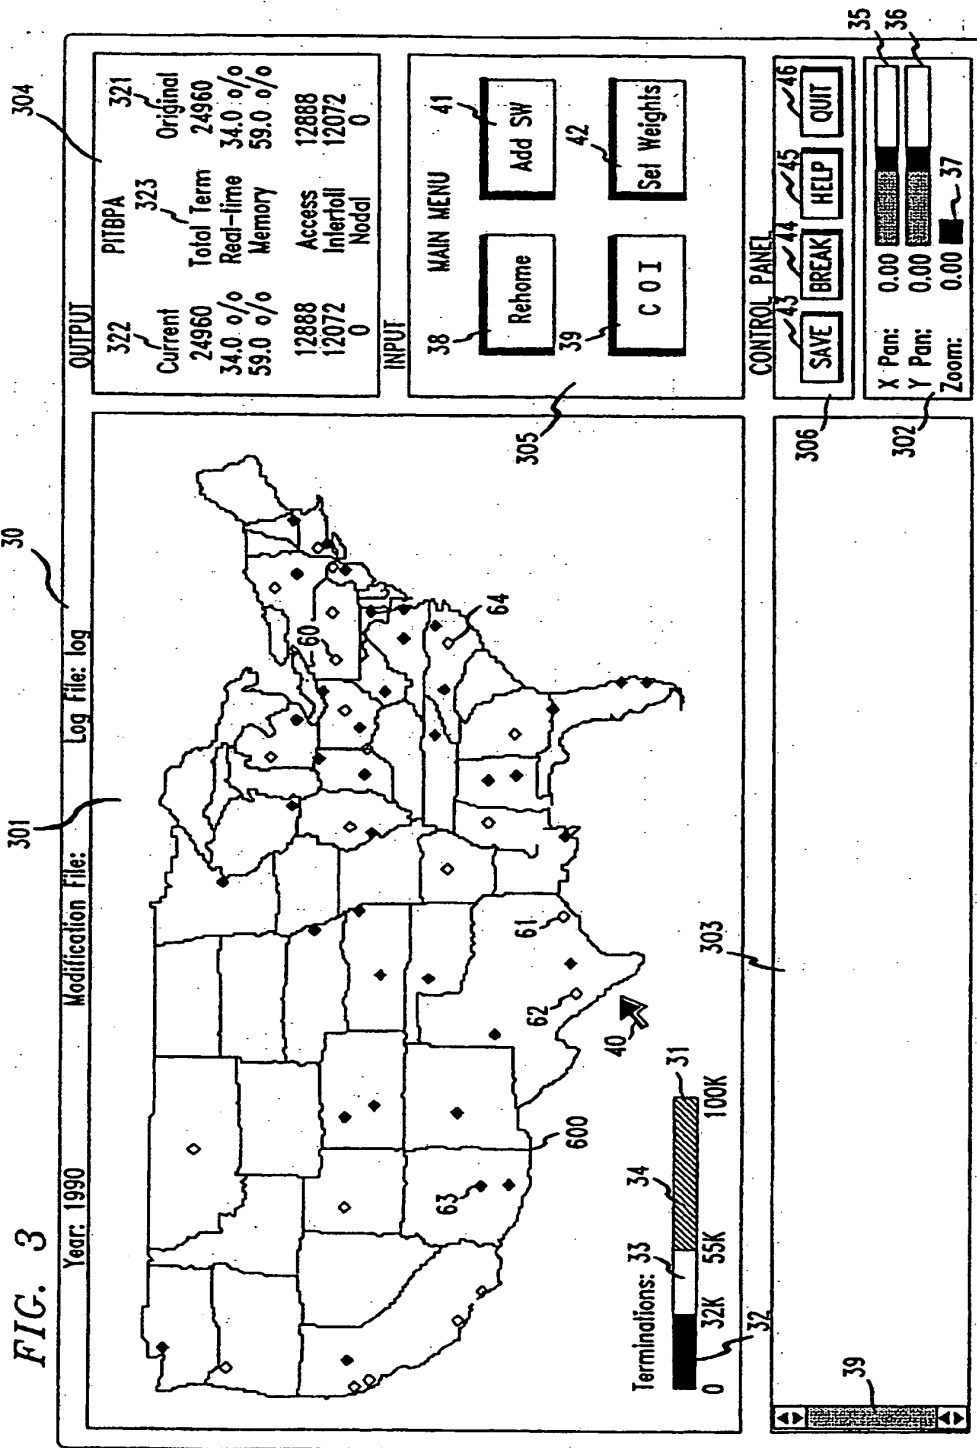 FIG. 3
30
Year: 1990 Modification File: Log File: log
301
304
OUTPUT
PITBPA
322 323 321
Current Total Term Original
24960 Total Term 24960
34.0 % Real-time 34.0 %
59.0 % Memory 59.0 %
12888 Access 12888
12072 Intertoll 12072
0 Nodal 0
INPUT
MAIN MENU
38 41
Rehome Add SW
39 42
C O I Set Weights
305
CONTROL PANEL
43 44 45 46
SAVE BREAK HELP QUIT
306
X Pan: 0.00 35
Y Pan: 0.00 36
302
Zoom: 0.00 37
60
64
63
600
62
61
40
Terminations: 33 34 31
0 32K 55K 100K
32
303
39